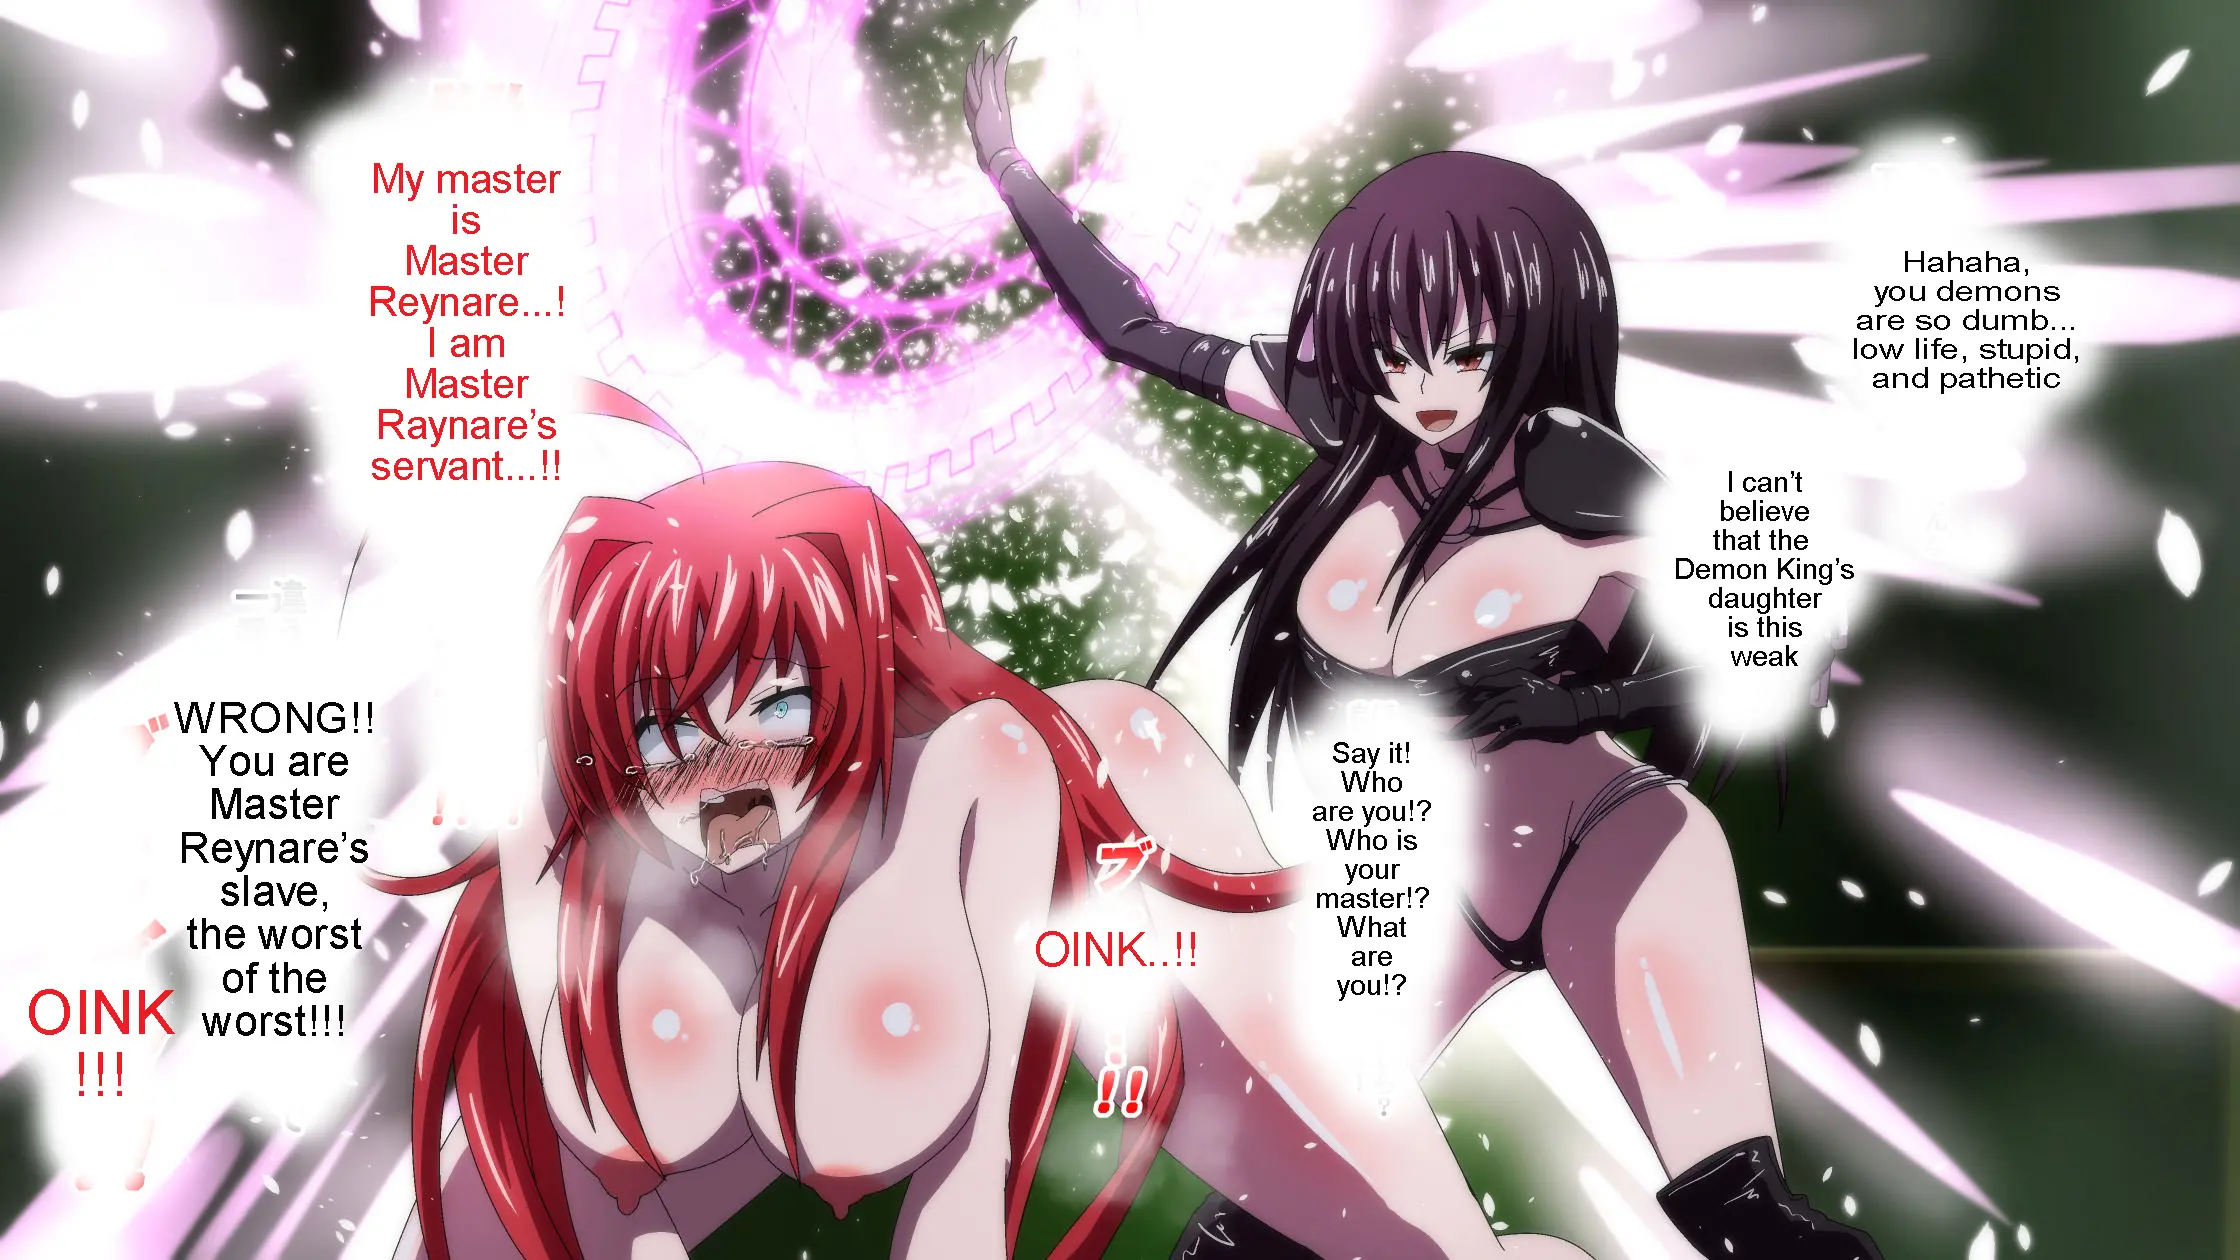 My master
is
Master
Reynare...!
I am
Master
Raynare's
servant...!!
Hahaha,
you demons
are so dumb...
low life, stupid,
and pathetic
I can't
believe
that the
Demon King's
daughter
is this
weak
Say it!
Who
are you!?
Who is
your
master!?
What
are
you!?
ブ
OINK..!!
!!
WRONG!!
You are
Master
Reynare's
slave,
the worst
of the
worst!!!
OINK
!!!